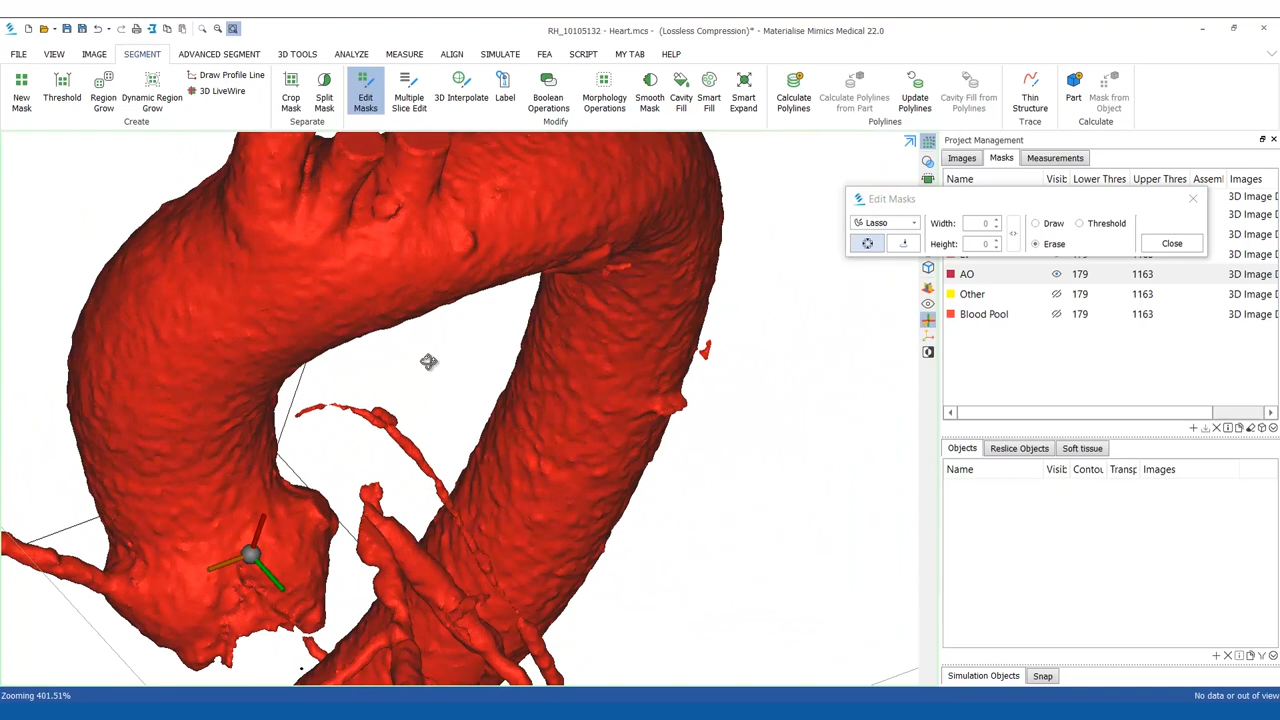 RH_10105132 - Heart.mcs - (Lossless Compression)* - Materialise Mimics Medical 22.0
FILE VIEW IMAGE SEGMENT ADVANCED SEGMENT 3D TOOLS ANALYZE MEASURE ALIGN SIMULATE FEA SCRIPT MY TAB HELP
New Mask
Threshold
Region Grow
Dynamic Region Grow
Draw Profile Line
3D LiveWire
Crop Mask
Split Mask
Edit Masks
Multiple Slice Edit
3D Interpolate
Label
Boolean Operations
Morphology Operations
Smooth Mask
Cavity Fill
Smart Fill
Smart Expand
Calculate Polylines
Calculate Polylines from Part
Update Polylines
Cavity Fill from Polylines
Thin Structure
Part
Mask from Object
Create Separate Modify Polylines Trace Calculate
Project Management
Images Masks Measurements
Name Visib Lower Thres Upper Thres Assem Images
3D Image D
3D Image D
3D Image D
Edit Masks
Lasso Width: 0 Draw Threshold
Height: 0 Erase Close
AO 179 1163 3D Image D
Other 179 1163 3D Image D
Blood Pool 179 1163 3D Image D
Objects Reslice Objects Soft tissue
Name Visib Contou Transp Images
Simulation Objects Snap
Zooming 401.51% No data or out of view